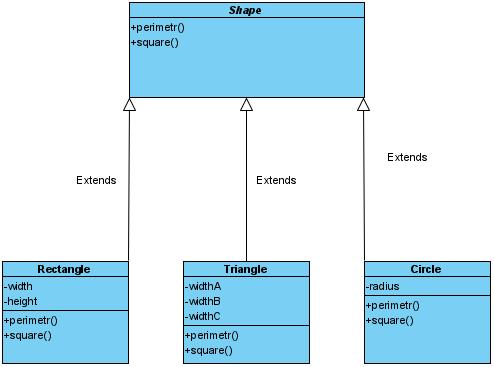 Shape
+perimetr()
+square()
Extends
Extends
Extends
Rectangle
-width
-height
+perimetr()
+square()
Triangle
-widthA
-widthB
-widthC
+perimetr()
+square()
Circle
-radius
+perimetr()
+square()